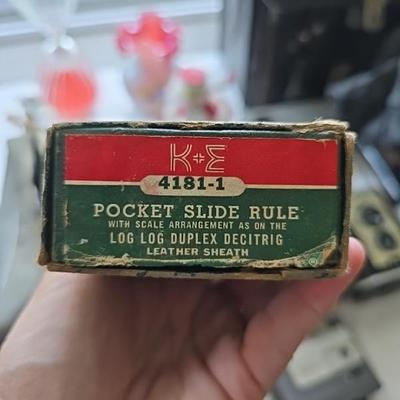 K+E
4181-1
POCKET SLIDE RULE
WITH SCALE ARRANGEMENT AS ON THE
LOG LOG DUPLEX DECITRIG
LEATHER SHEATH
®